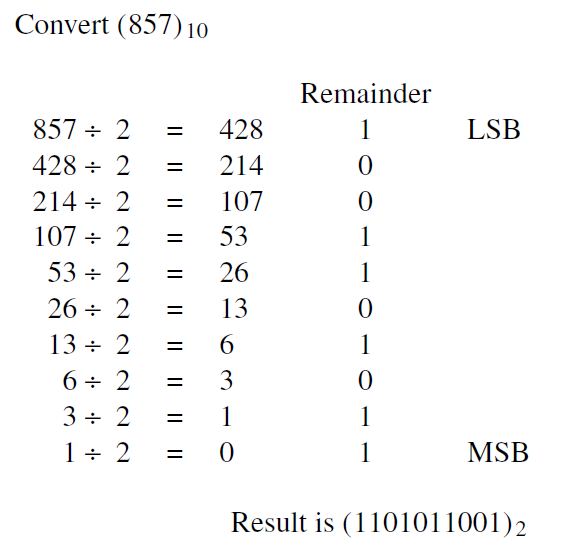 Convert (857)10
Remainder
857 ÷ 2 = 428 1 LSB
428 ÷ 2 = 214 0
214 ÷ 2 = 107 0
107 ÷ 2 = 53 1
53 ÷ 2 = 26 1
26 ÷ 2 = 13 0
13 ÷ 2 = 6 1
6 ÷ 2 = 3 0
3 ÷ 2 = 1 1
1 ÷ 2 = 0 1 MSB
Result is (1101011001)2